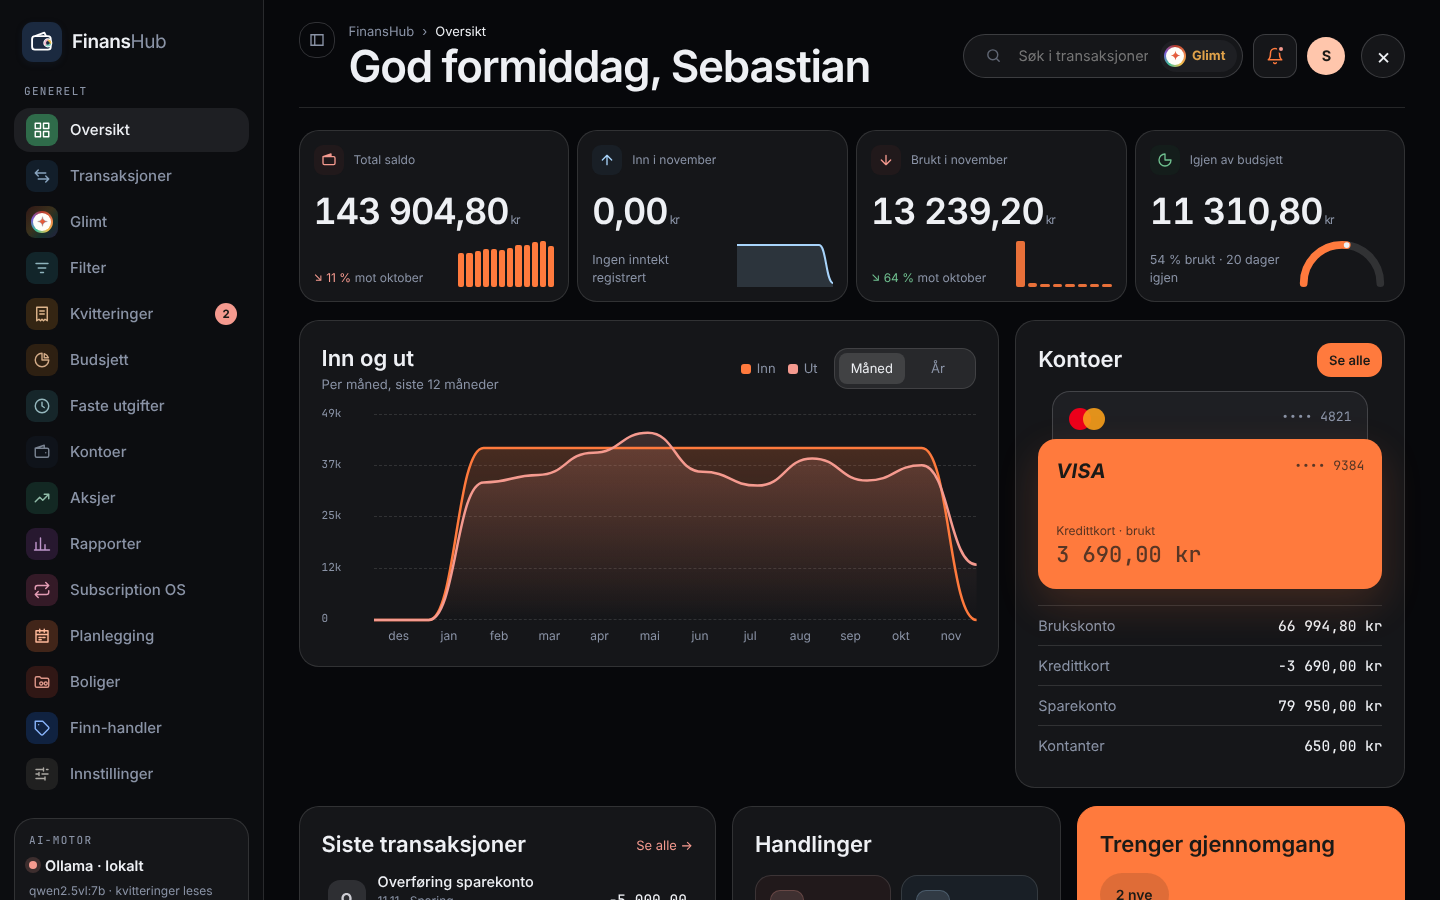 FinansHub
GENERELT
Oversikt
Transaksjoner
Glimt
Filter
Kvitteringer 2
Budsjett
Faste utgifter
Kontoer
Aksjer
Rapporter
Subscription OS
Planlegging
Boliger
Finn-handler
Innstillinger
AI-MOTOR
Ollama · lokalt
qwen2.5vl:7b · kvitteringer leses
FinansHub › Oversikt
God formiddag, Sebastian
Søk i transaksjoner
Glimt
S
Total saldo
143 904,80 kr
↘ 11 % mot oktober
Inn i november
0,00 kr
Ingen inntekt
registrert
Brukt i november
13 239,20 kr
↘ 64 % mot oktober
Igjen av budsjett
11 310,80 kr
54 % brukt · 20 dager
igjen
Inn og ut
Per måned, siste 12 måneder
Inn Ut
Måned År
49k
37k
25k
12k
0
des jan feb mar apr mai jun jul aug sep okt nov
Kontoer
Se alle
•••• 4821
VISA •••• 9384
Kredittkort · brukt
3 690,00 kr
Brukskonto 66 994,80 kr
Kredittkort -3 690,00 kr
Sparekonto 79 950,00 kr
Kontanter 650,00 kr
Siste transaksjoner
Se alle →
Overføring sparekonto
11.11 · Sparing
-5 000,00
Handlinger
Trenger gjennomgang
2 nye